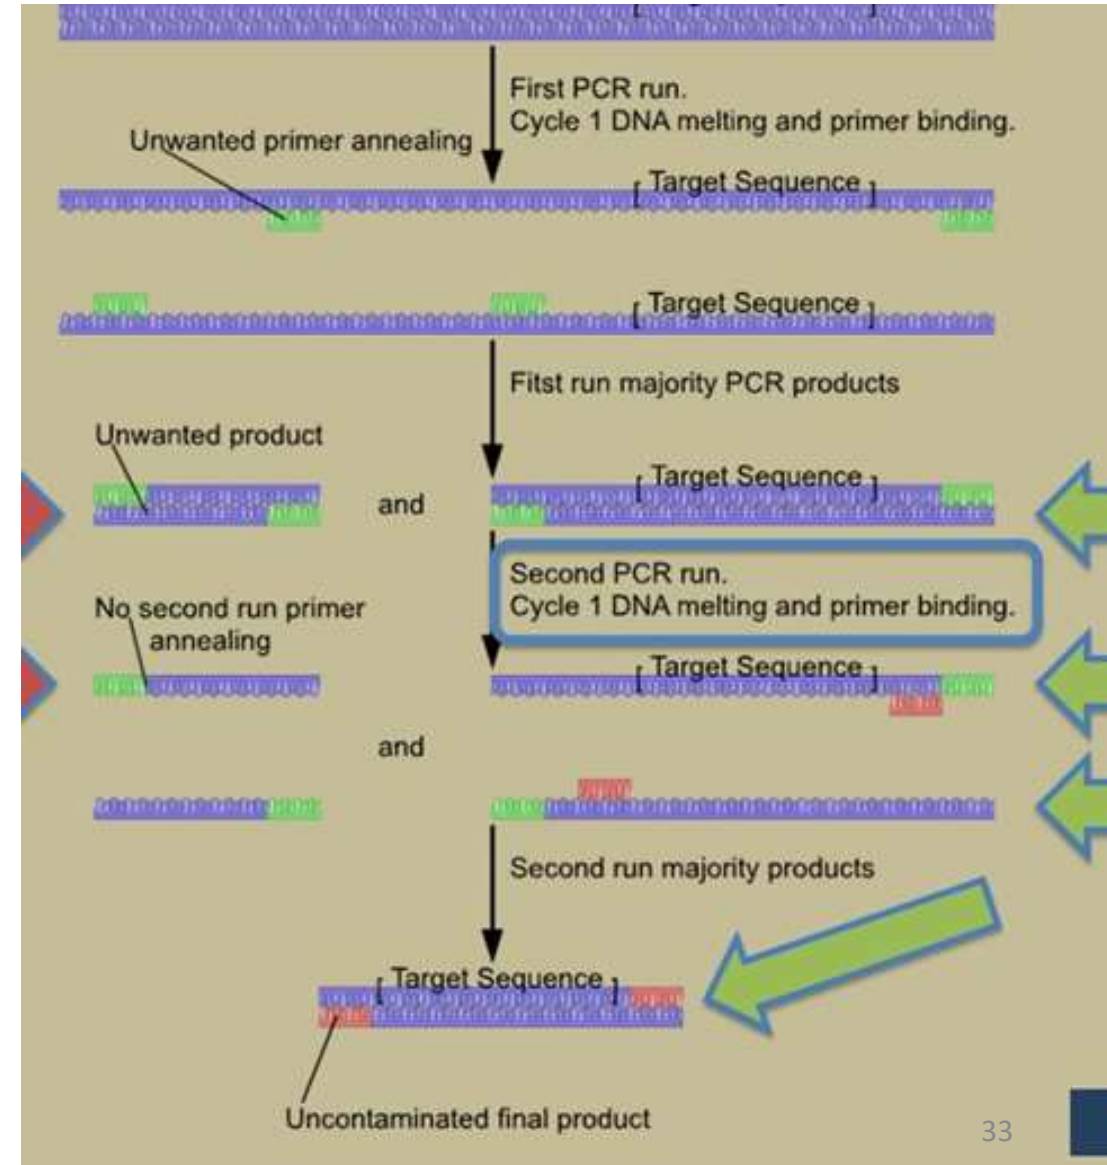 First PCR run.
Cycle 1 DNA melting and primer binding.
Unwanted primer annealing
[ Target Sequence ]
[ Target Sequence ]
Fitst run majority PCR products
Unwanted product
[ Target Sequence ]
and
Second PCR run.
Cycle 1 DNA melting and primer binding.
No second run primer
annealing
[ Target Sequence ]
and
Second run majority products
[ Target Sequence ]
Uncontaminated final product
33